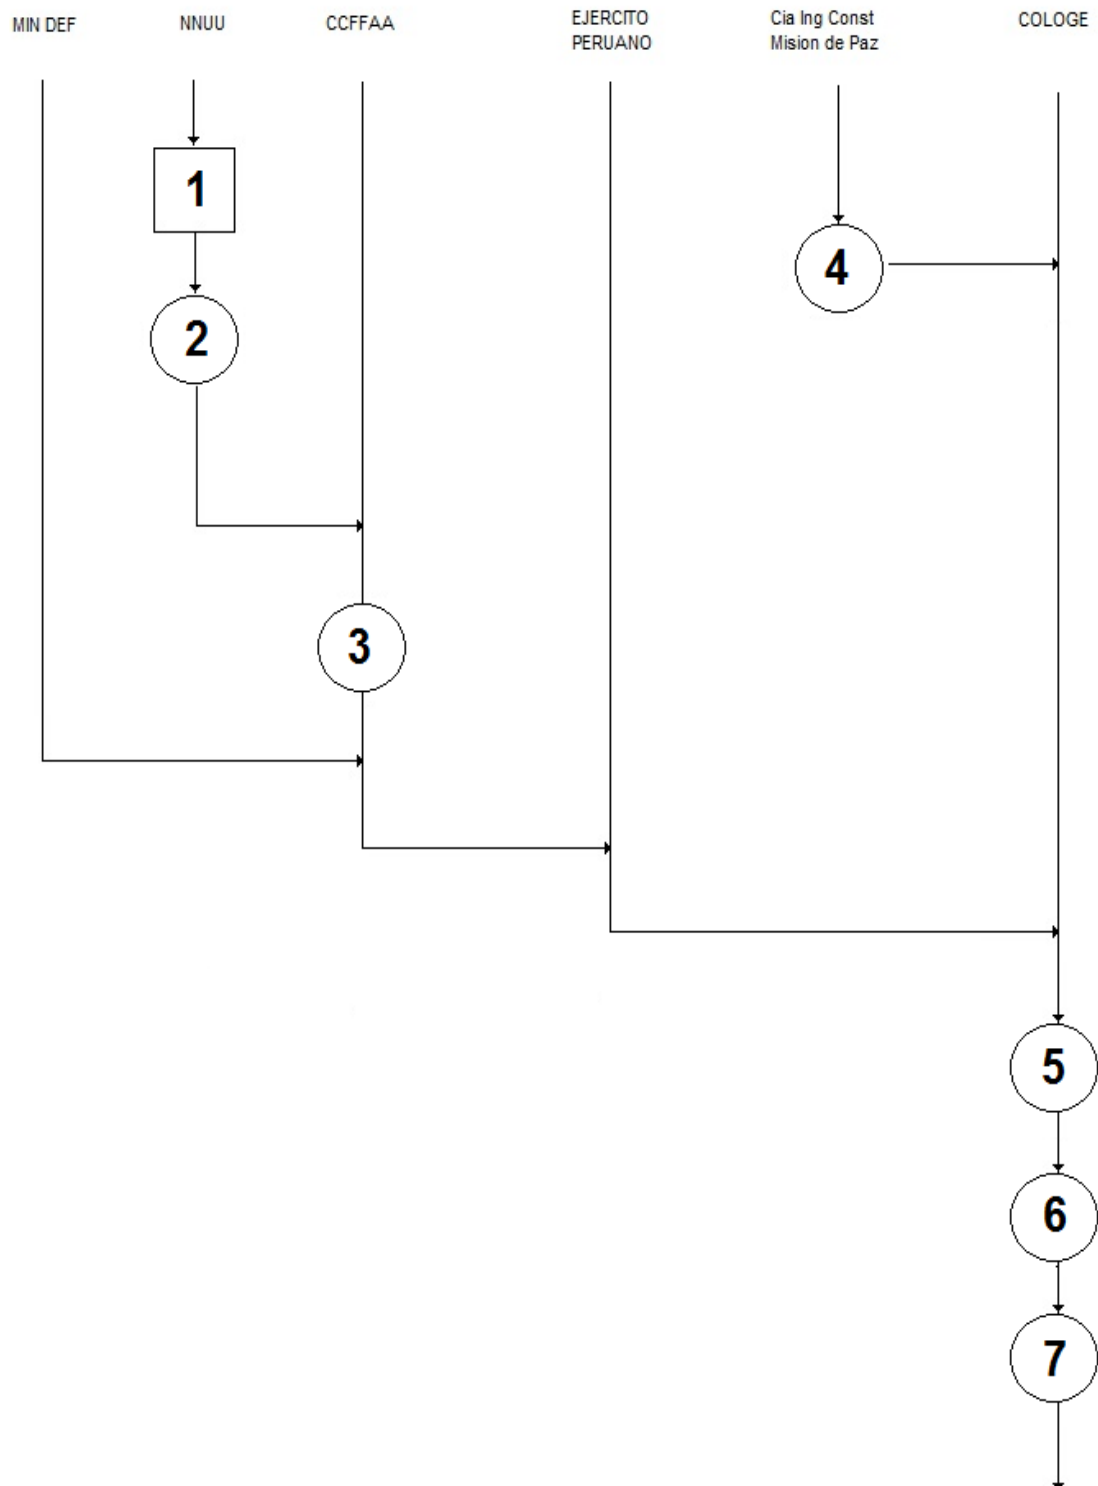 MIN DEF
NNUU
CCFFAA
EJERCITO
PERUANO
Cia Ing Const
Mision de Paz
COLOGE
1
4
2
3
5
6
7